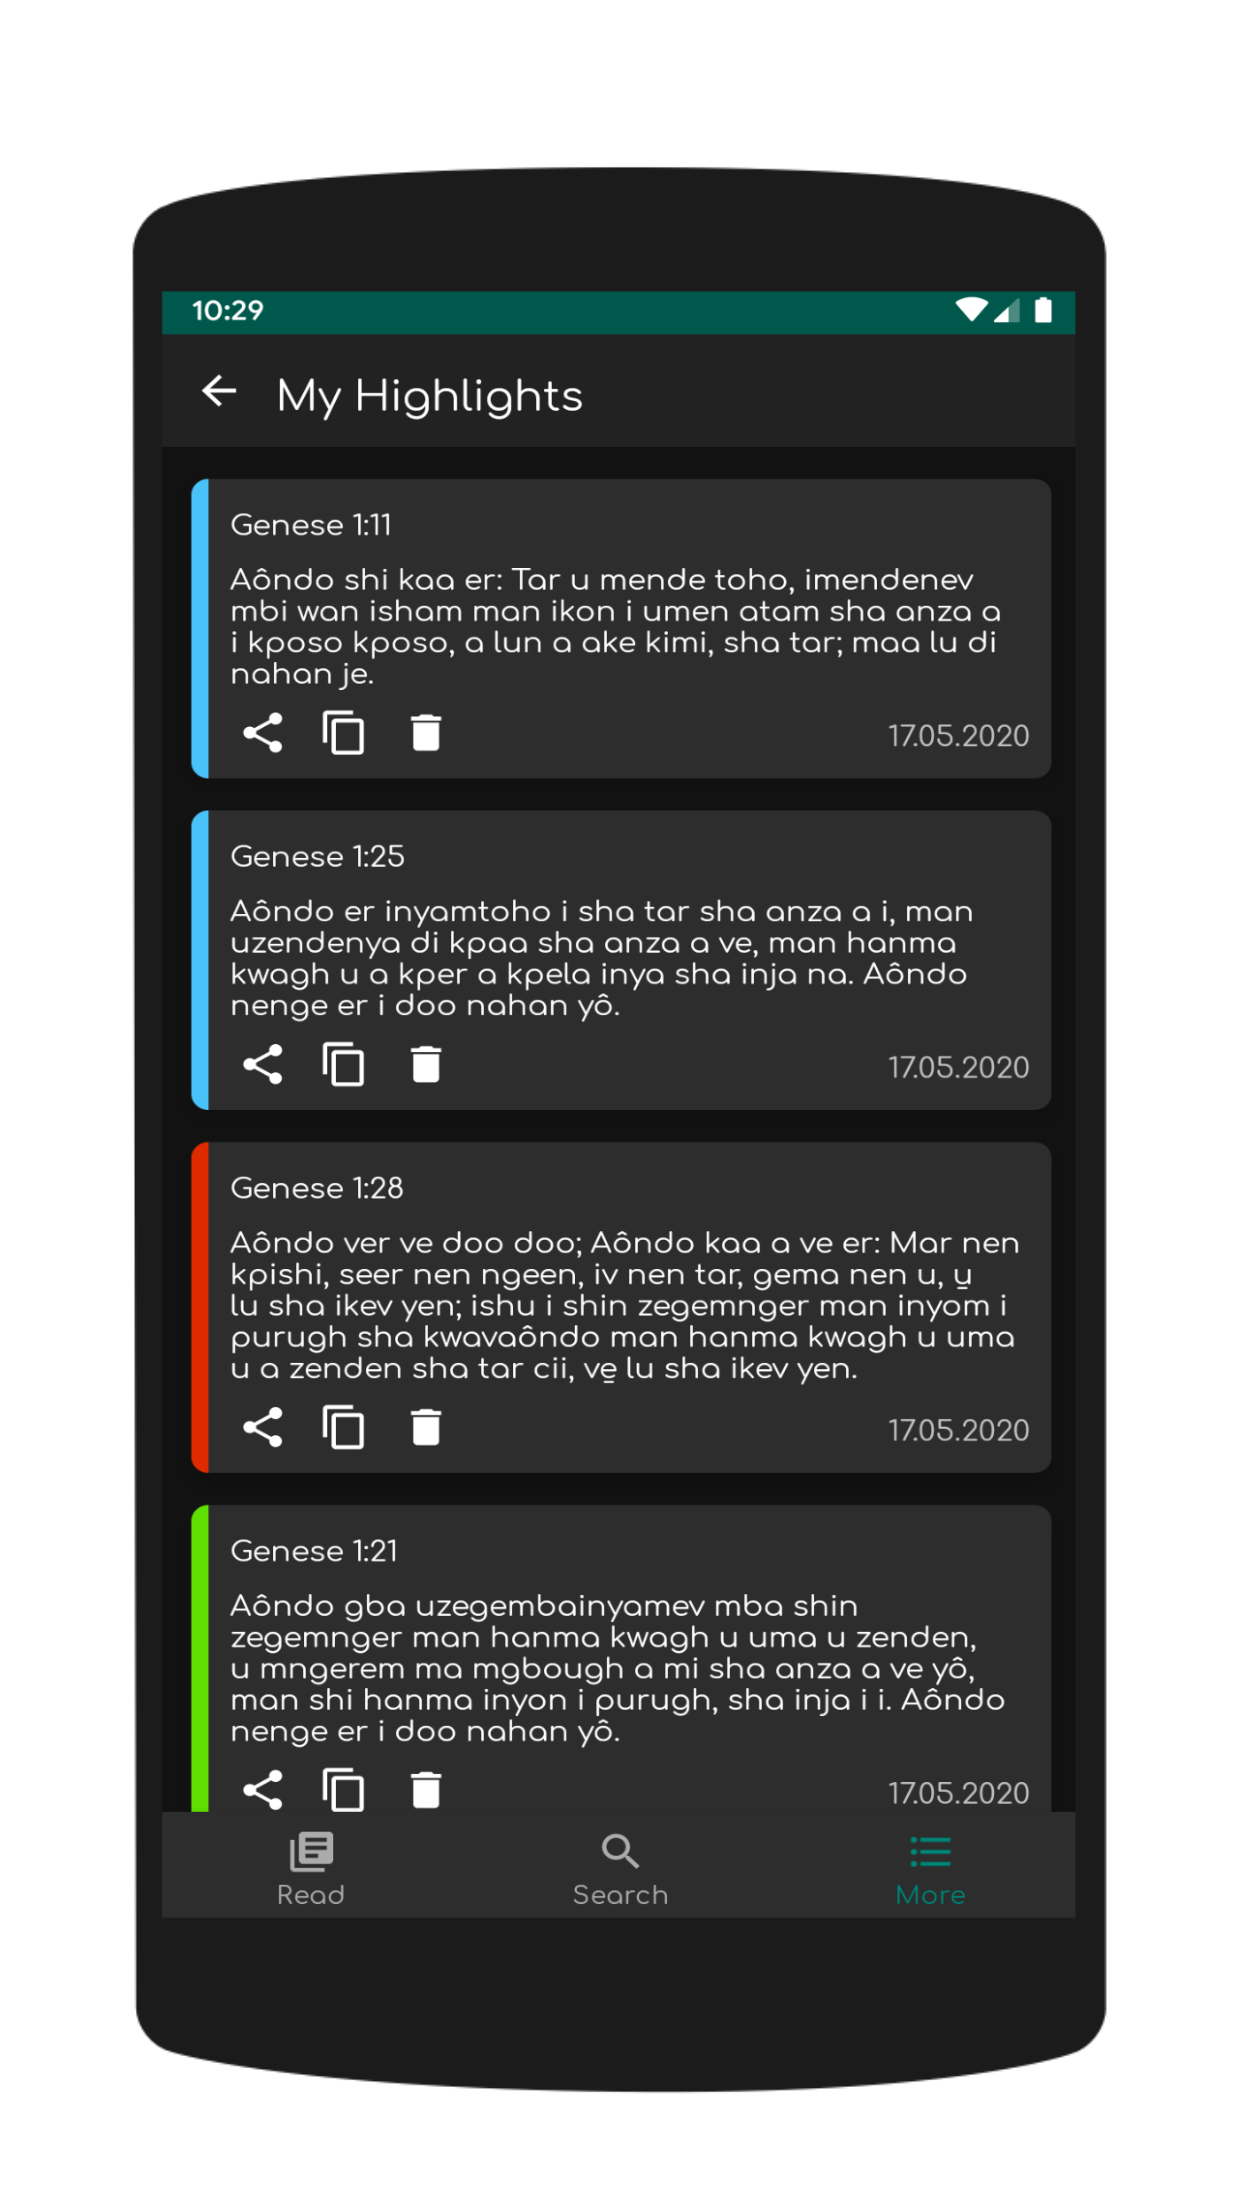 10:29
My Highlights
Genese 1:11
Aôndo shi kaa er: Tar u mende toho, imendenev
mbi wan isham man ikon i umen atam sha anza a
i kposo kposo, a lun a ake kimi, sha tar; maa lu di
nahan je.
17.05.2020
Genese 1:25
Aôndo er inyamtoho i sha tar sha anza a i, man
uzendenya di kpaa sha anza a ve, man hanma
kwagh u a kper a kpela inya sha inja na. Aôndo
nenge er i doo nahan yô.
17.05.2020
Genese 1:28
Aôndo ver ve doo doo; Aôndo kaa a ve er: Mar nen
kpishi, seer nen ngeen, iv nen tar, gema nen u, u̱
lu sha ikev yen; ishu i shin zegemnger man inyom i
purugh sha kwavaôndo man hanma kwagh u uma
u a zenden sha tar cii, ve̱ lu sha ikev yen.
17.05.2020
Genese 1:21
Aôndo gba uzegembainyamev mba shin
zegemnger man hanma kwagh u uma u zenden,
u mngerem ma mgbough a mi sha anza a ve yô,
man shi hanma inyon i purugh, sha inja i i. Aôndo
nenge er i doo nahan yô.
17.05.2020
Read
Search
More